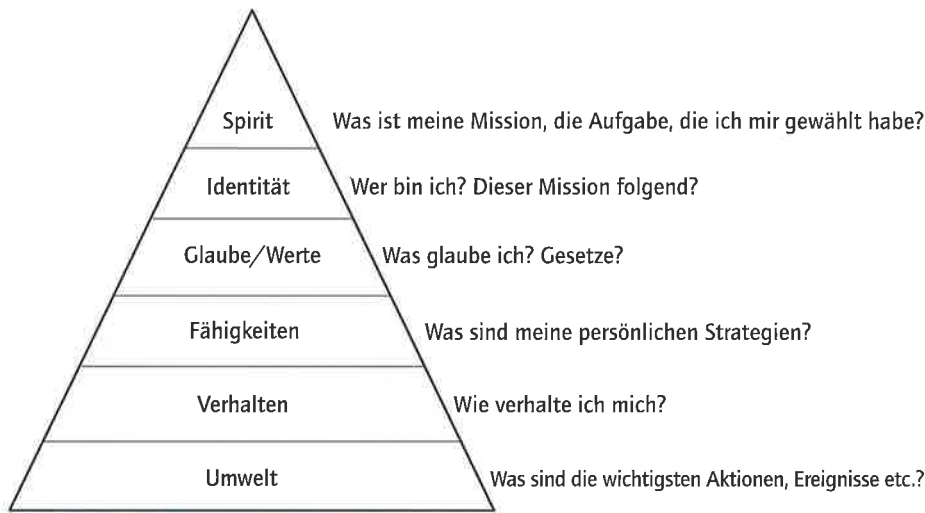 Spirit Was ist meine Mission, die Aufgabe, die ich mir gewählt habe?
Identität Wer bin ich? Dieser Mission folgend?
Glaube/Werte Was glaube ich? Gesetze?
Fähigkeiten Was sind meine persönlichen Strategien?
Verhalten Wie verhalte ich mich?
Umwelt Was sind die wichtigsten Aktionen, Ereignisse etc.?